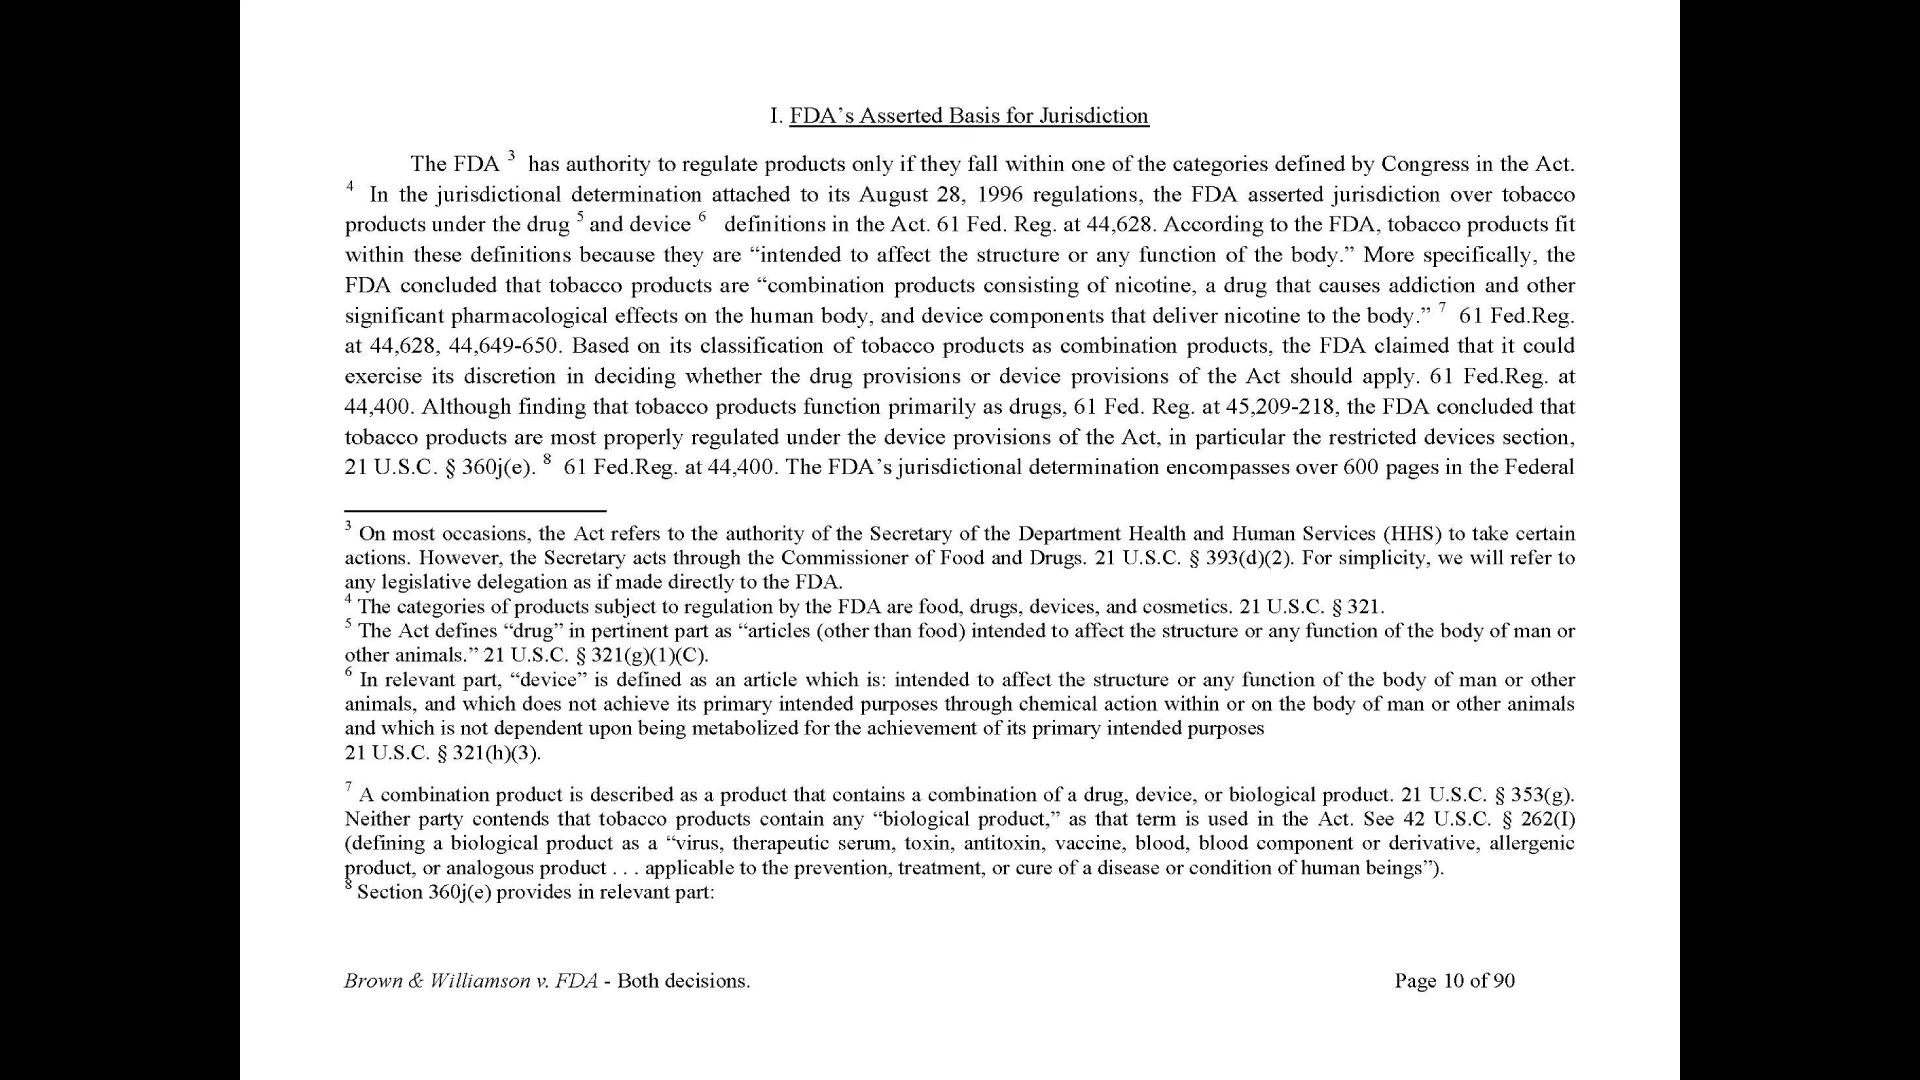 I. FDA’s Asserted Basis for Jurisdiction
The FDA 3 has authority to regulate products only if they fall within one of the categories defined by Congress in the Act.
4 In the jurisdictional determination attached to its August 28, 1996 regulations, the FDA asserted jurisdiction over tobacco
products under the drug 5 and device 6 definitions in the Act. 61 Fed. Reg. at 44,628. According to the FDA, tobacco products fit
within these definitions because they are “intended to affect the structure or any function of the body.” More specifically, the
FDA concluded that tobacco products are “combination products consisting of nicotine, a drug that causes addiction and other
significant pharmacological effects on the human body, and device components that deliver nicotine to the body.” 7 61 Fed.Reg.
at 44,628, 44,649-650. Based on its classification of tobacco products as combination products, the FDA claimed that it could
exercise its discretion in deciding whether the drug provisions or device provisions of the Act should apply. 61 Fed.Reg. at
44,400. Although finding that tobacco products function primarily as drugs, 61 Fed. Reg. at 45,209-218, the FDA concluded that
tobacco products are most properly regulated under the device provisions of the Act, in particular the restricted devices section,
21 U.S.C. § 360j(e). 8 61 Fed.Reg. at 44,400. The FDA’s jurisdictional determination encompasses over 600 pages in the Federal
3 On most occasions, the Act refers to the authority of the Secretary of the Department Health and Human Services (HHS) to take certain
actions. However, the Secretary acts through the Commissioner of Food and Drugs. 21 U.S.C. § 393(d)(2). For simplicity, we will refer to
any legislative delegation as if made directly to the FDA.
4 The categories of products subject to regulation by the FDA are food, drugs, devices, and cosmetics. 21 U.S.C. § 321.
5 The Act defines “drug” in pertinent part as “articles (other than food) intended to affect the structure or any function of the body of man or
other animals.” 21 U.S.C. § 321(g)(1)(C).
6 In relevant part, “device” is defined as an article which is: intended to affect the structure or any function of the body of man or other
animals, and which does not achieve its primary intended purposes through chemical action within or on the body of man or other animals
and which is not dependent upon being metabolized for the achievement of its primary intended purposes
21 U.S.C. § 321(h)(3).
7 A combination product is described as a product that contains a combination of a drug, device, or biological product. 21 U.S.C. § 353(g).
Neither party contends that tobacco products contain any “biological product,” as that term is used in the Act. See 42 U.S.C. § 262(I)
(defining a biological product as a “virus, therapeutic serum, toxin, antitoxin, vaccine, blood, blood component or derivative, allergenic
product, or analogous product . . . applicable to the prevention, treatment, or cure of a disease or condition of human beings”).
8 Section 360j(e) provides in relevant part:
Brown & Williamson v. FDA - Both decisions. Page 10 of 90